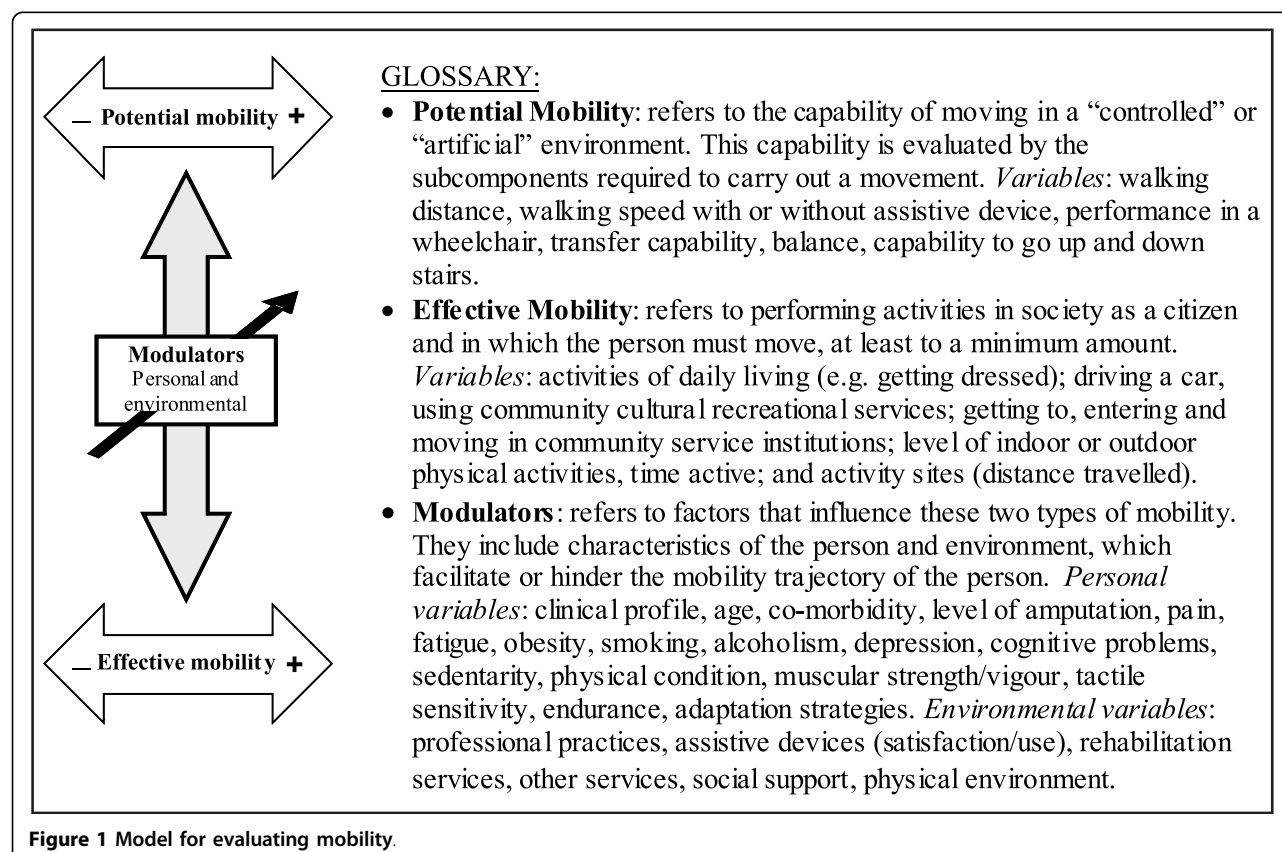 − Potential mobility +
Modulators
Personal and
environmental
− Effective mobility +
GLOSSARY:
• Potential Mobility: refers to the capability of moving in a “controlled” or
“artificial” environment. This capability is evaluated by the
subcomponents required to carry out a movement. Variables: walking
distance, walking speed with or without assistive device, performance in a
wheelchair, transfer capability, balance, capability to go up and down
stairs.
• Effective Mobility: refers to performing activities in society as a citizen
and in which the person must move, at least to a minimum amount.
Variables: activities of daily living (e.g. getting dressed); driving a car,
using community cultural recreational services; getting to, entering and
moving in community service institutions; level of indoor or outdoor
physical activities, time active; and activity sites (distance travelled).
• Modulators: refers to factors that influence these two types of mobility.
They include characteristics of the person and environment, which
facilitate or hinder the mobility trajectory of the person. Personal
variables: clinical profile, age, co-morbidity, level of amputation, pain,
fatigue, obesity, smoking, alcoholism, depression, cognitive problems,
sedentarity, physical condition, muscular strength/vigour, tactile
sensitivity, endurance, adaptation strategies. Environmental variables:
professional practices, assistive devices (satisfaction/use), rehabilitation
services, other services, social support, physical environment.
Figure 1 Model for evaluating mobility.